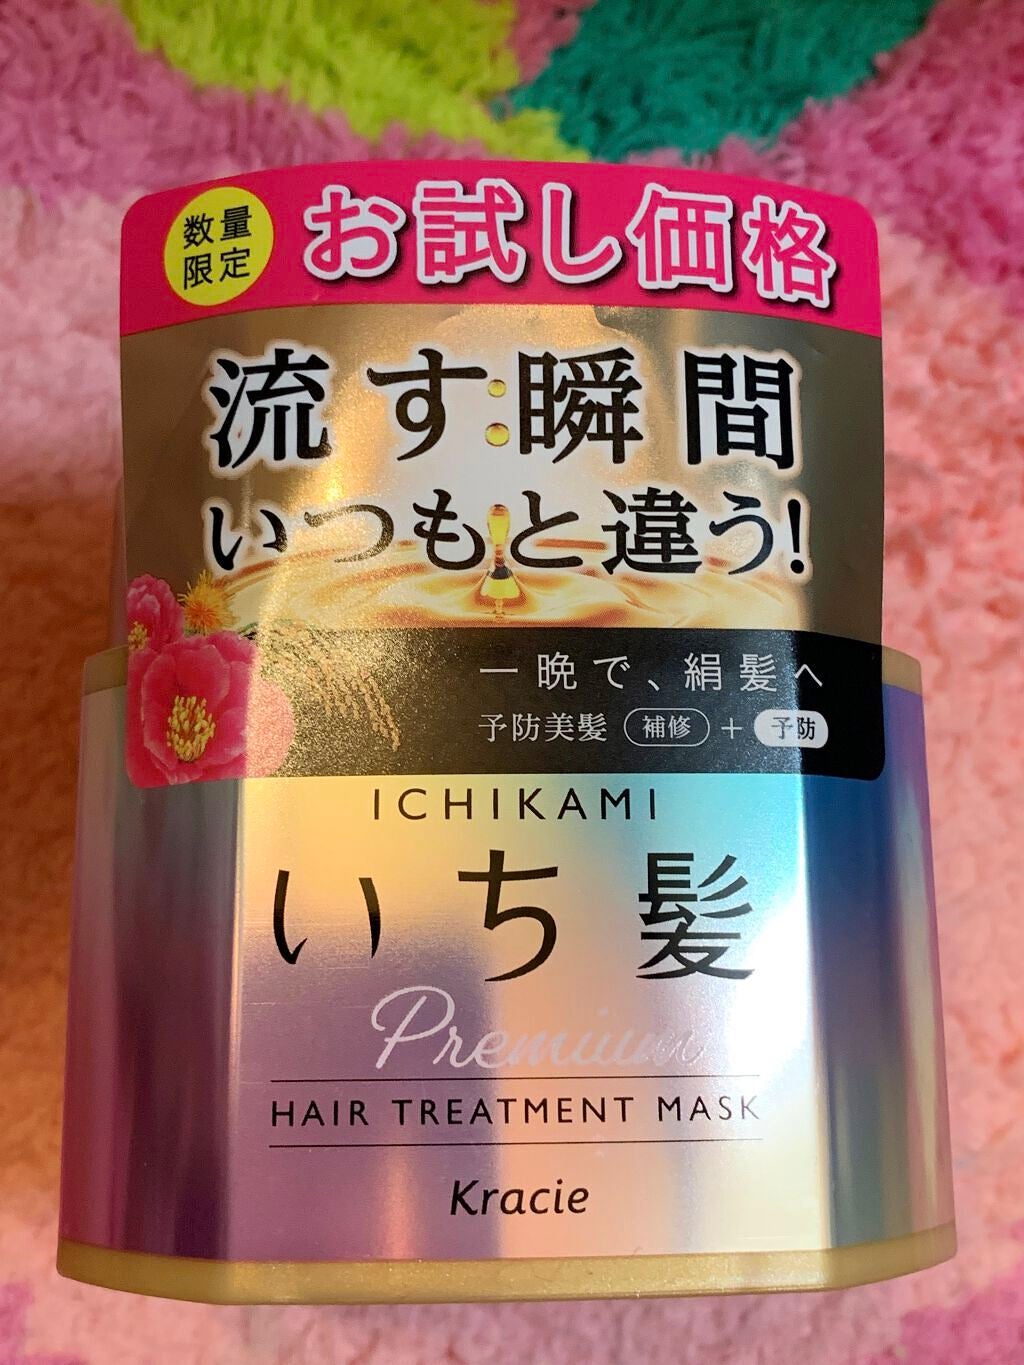 数量
限定
お試し価格
流す瞬間
いつもと違う!
一晩で、絹髪へ
予防美髪 補修 + 予防
ICHIKAMI
いち髪
Premium
HAIR TREATMENT MASK
Kracie